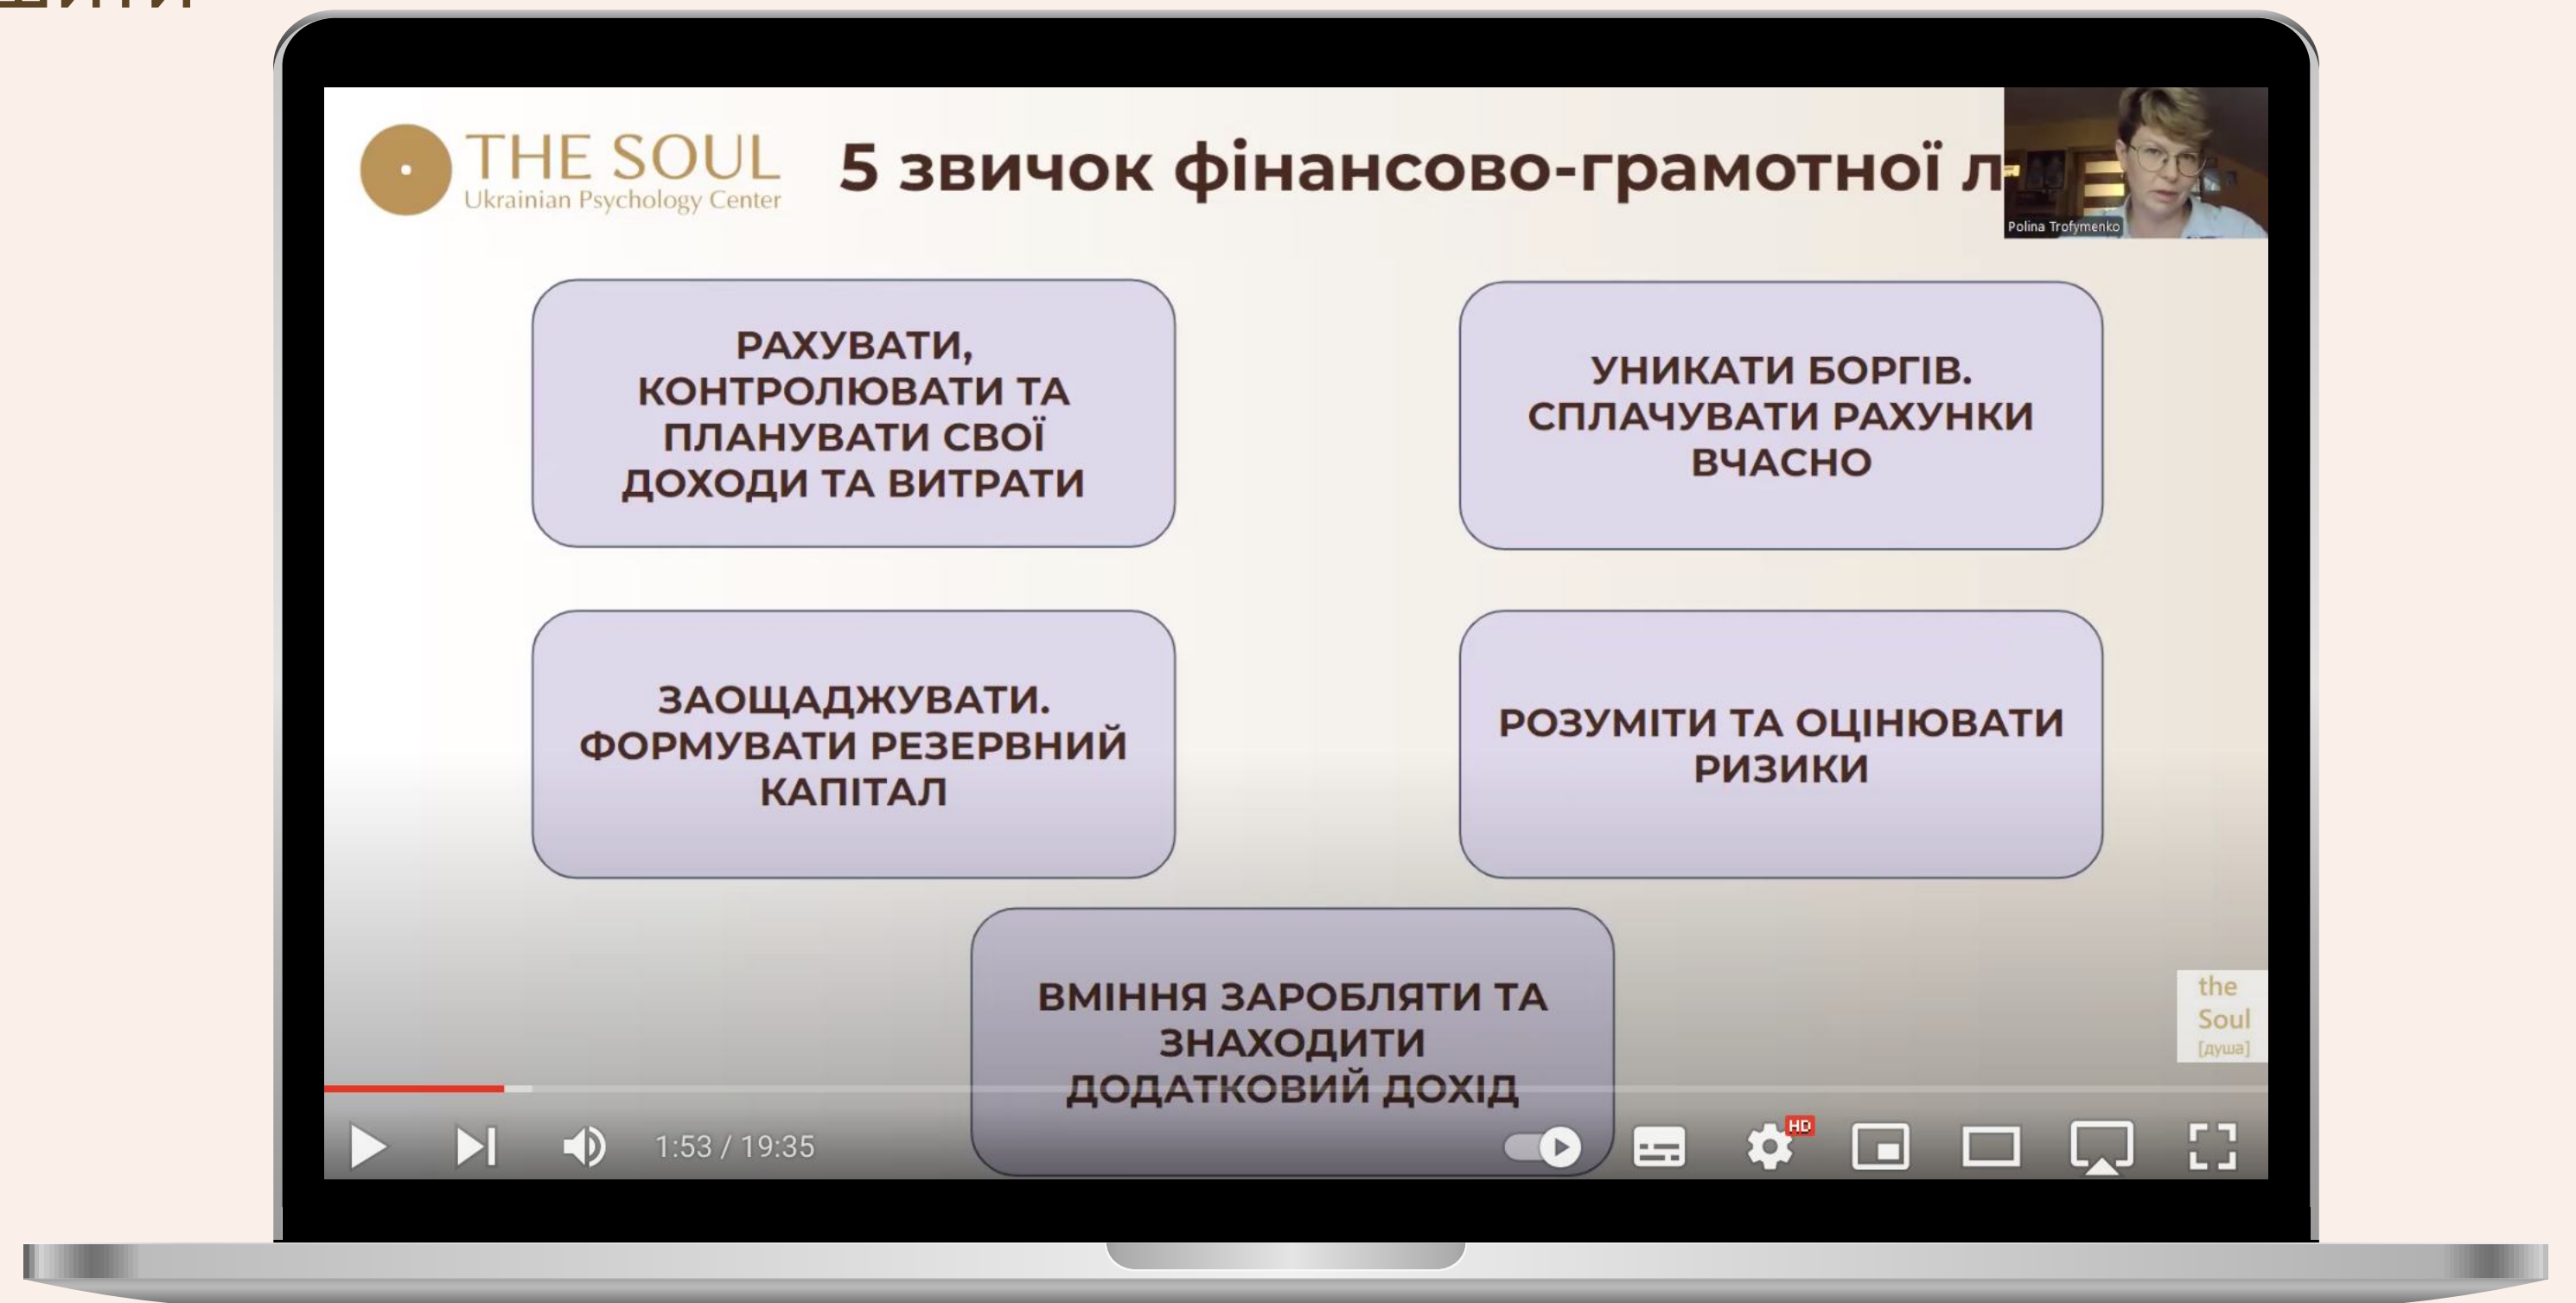 THE SOUL
Ukrainian Psychology Center
5 звичок фінансово-грамотної л
Polina Trofymenko
РАХУВАТИ,
КОНТРОЛЮВАТИ ТА
ПЛАНУВАТИ СВОЇ
ДОХОДИ ТА ВИТРАТИ
УНИКАТИ БОРГІВ.
СПЛАЧУВАТИ РАХУНКИ
ВЧАСНО
ЗАОЩАДЖУВАТИ.
ФОРМУВАТИ РЕЗЕРВНИЙ
КАПІТАЛ
РОЗУМІТИ ТА ОЦІНЮВАТИ
РИЗИКИ
ВМІННЯ ЗАРОБЛЯТИ ТА
ЗНАХОДИТИ
ДОДАТКОВИЙ ДОХІД
the
Soul
[душа]
1:53 / 19:35
HD